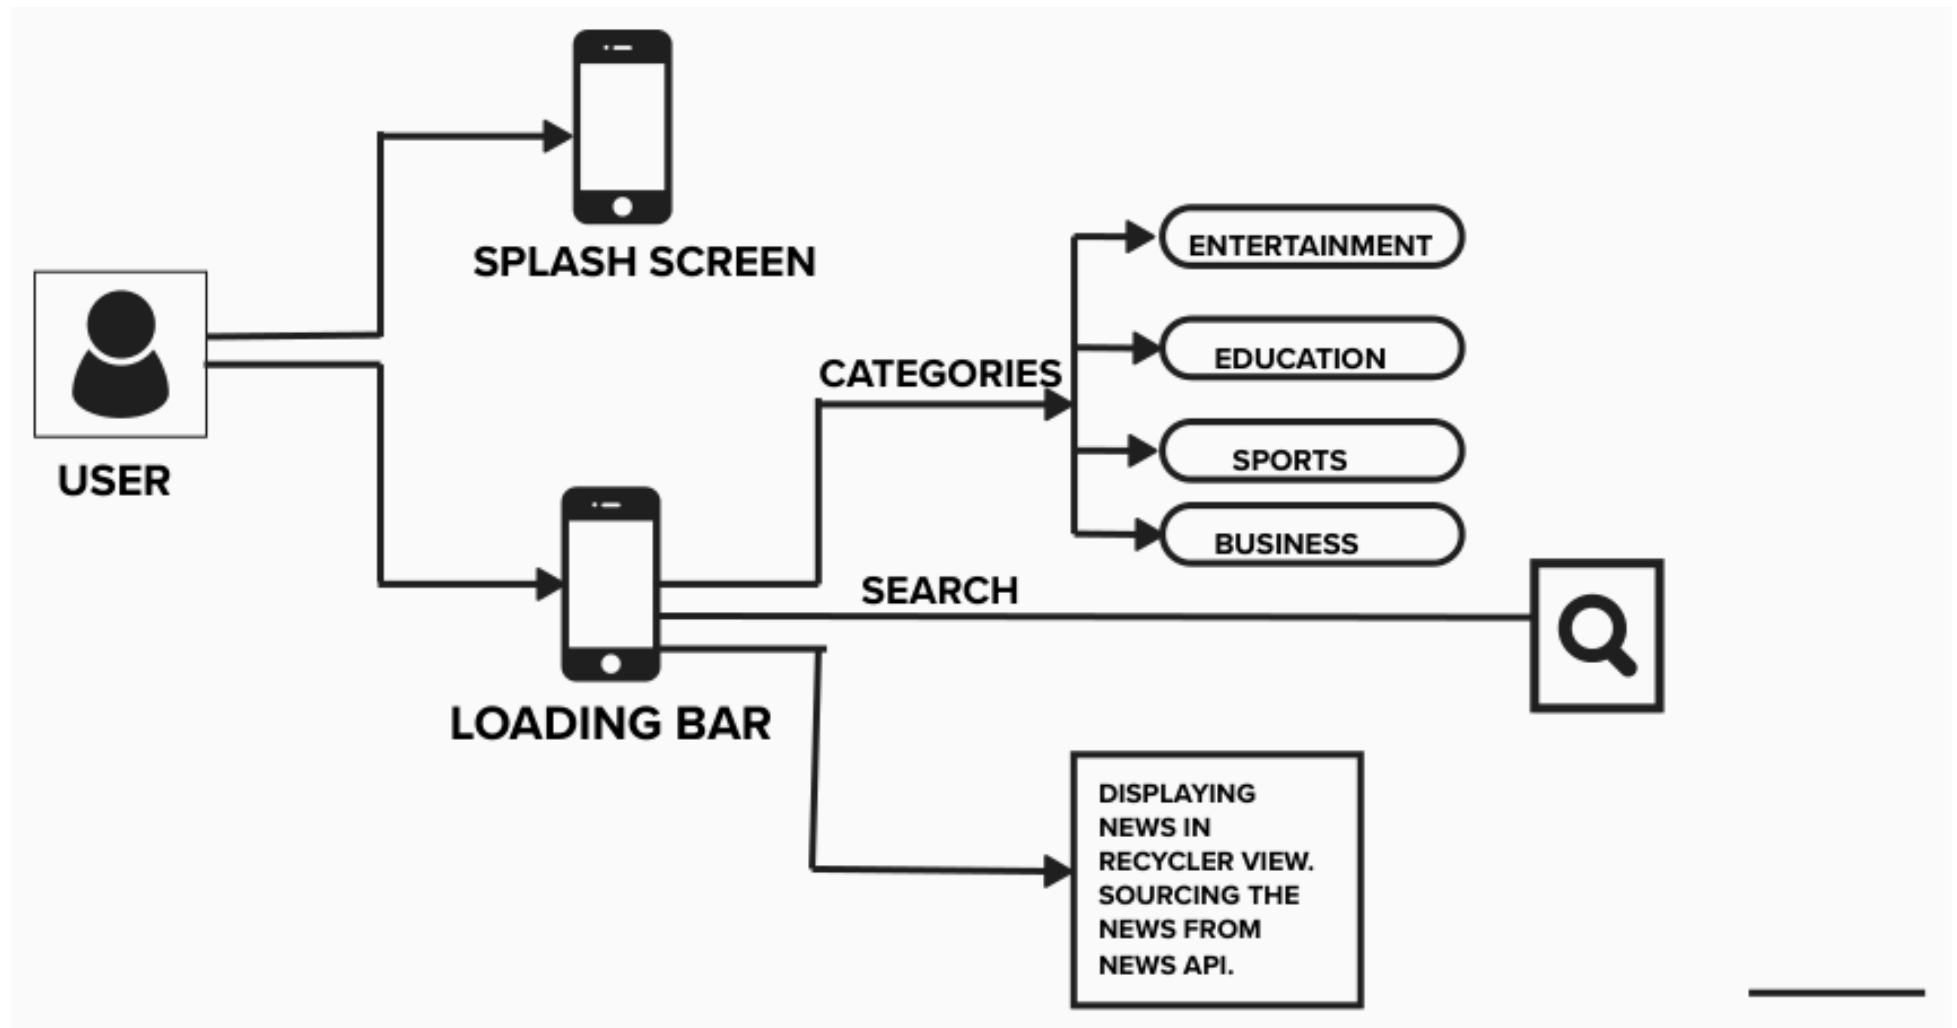 SPLASH SCREEN
USER
ENTERTAINMENT
EDUCATION
CATEGORIES
SPORTS
BUSINESS
SEARCH
LOADING BAR
DISPLAYING
NEWS IN
RECYCLER VIEW.
SOURCING THE
NEWS FROM
NEWS API.